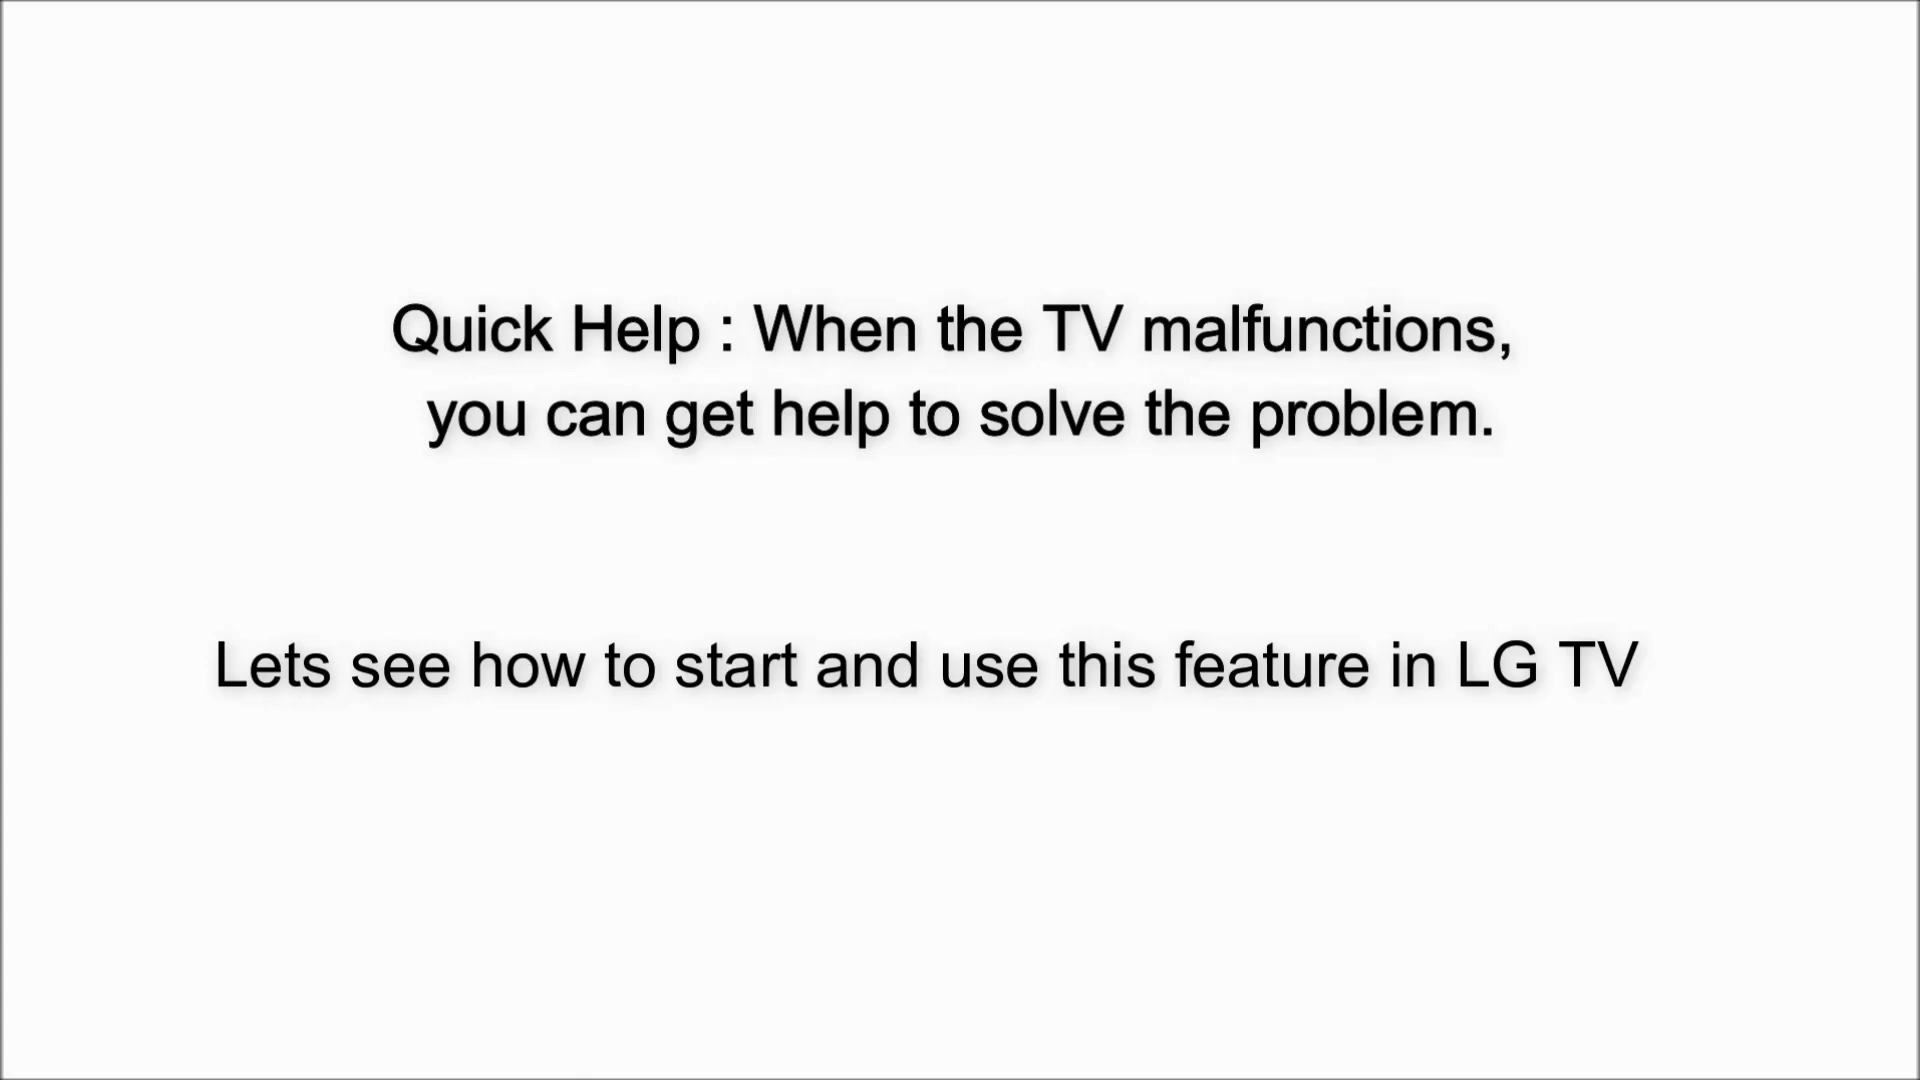 Quick Help : When the TV malfunctions,
you can get help to solve the problem.
Lets see how to start and use this feature in LG TV